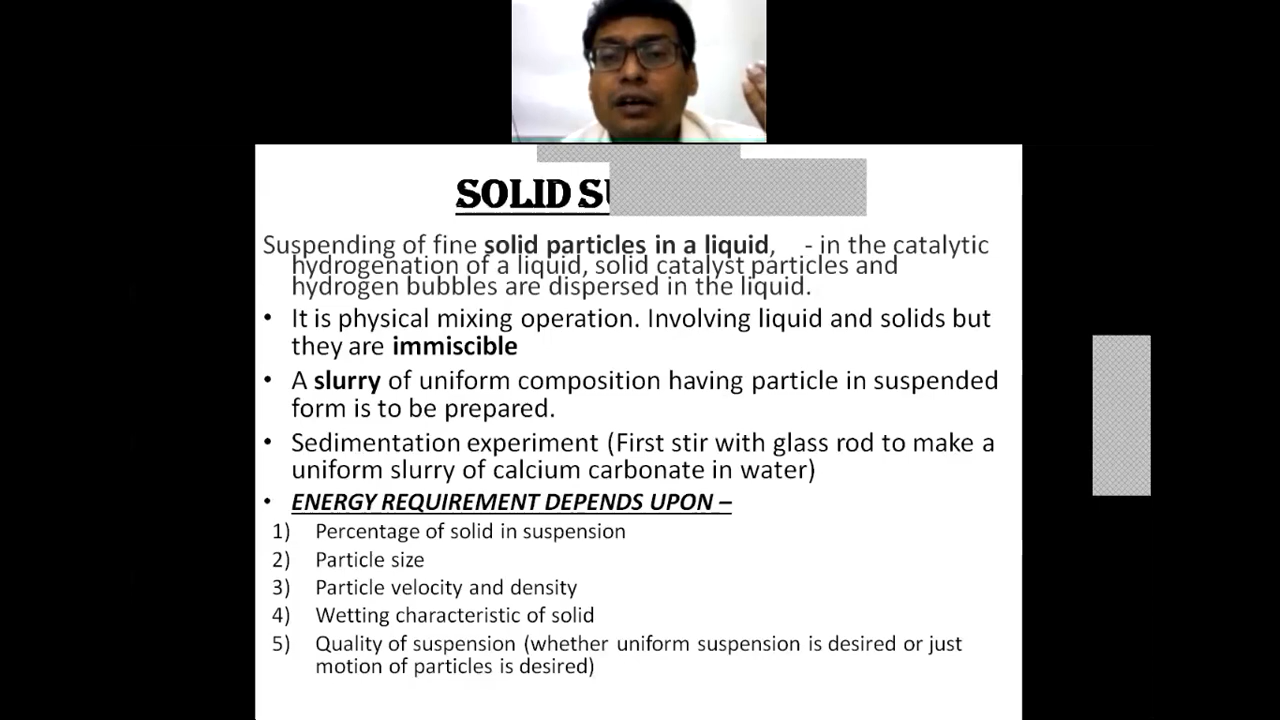 SOLID
Suspending of fine solid particles in a liquid, - in the catalytic
hydrogenation of a liquid, solid catalyst particles and
hydrogen bubbles are dispersed in the liquid.
• It is physical mixing operation. Involving liquid and solids but
they are immiscible
• A slurry of uniform composition having particle in suspended
form is to be prepared.
• Sedimentation experiment (First stir with glass rod to make a
uniform slurry of calcium carbonate in water)
• ENERGY REQUIREMENT DEPENDS UPON –
1) Percentage of solid in suspension
2) Particle size
3) Particle velocity and density
4) Wetting characteristic of solid
5) Quality of suspension (whether uniform suspension is desired or just
motion of particles is desired)